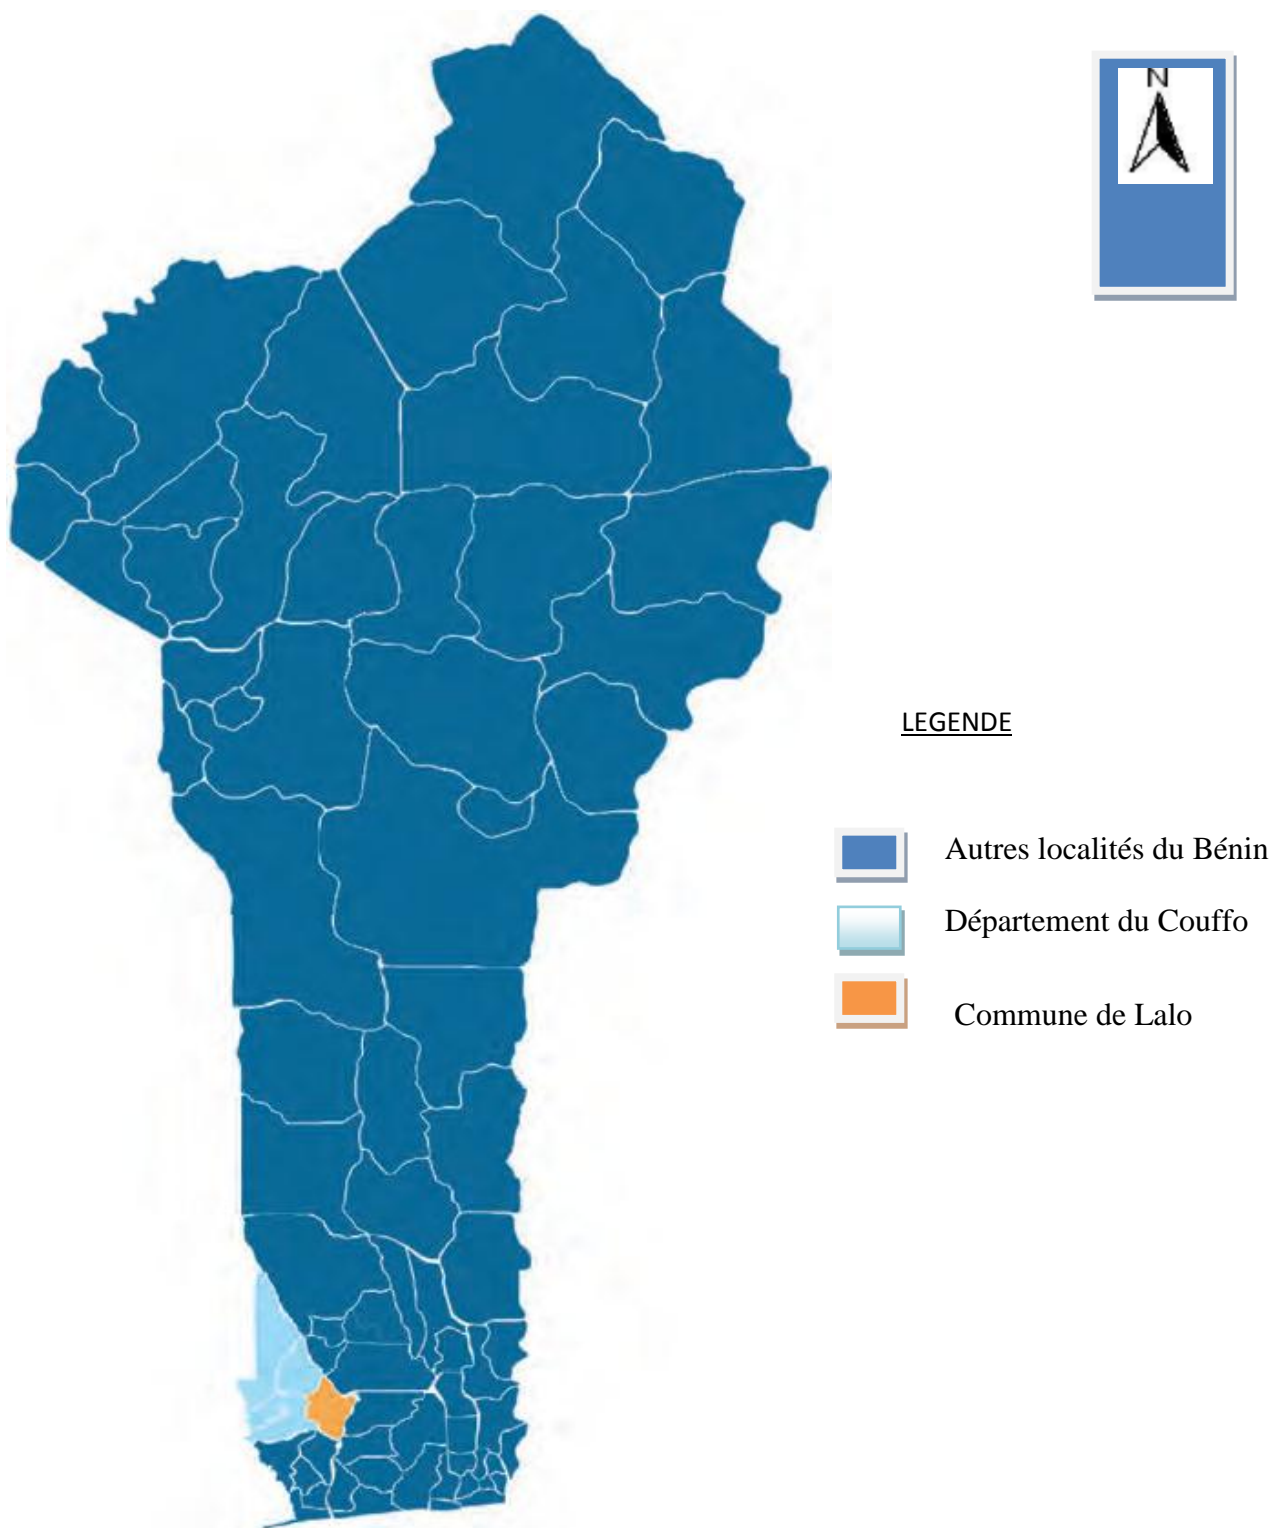 N
LEGENDE
Autres localités du Bénin
Département du Couffo
Commune de Lalo